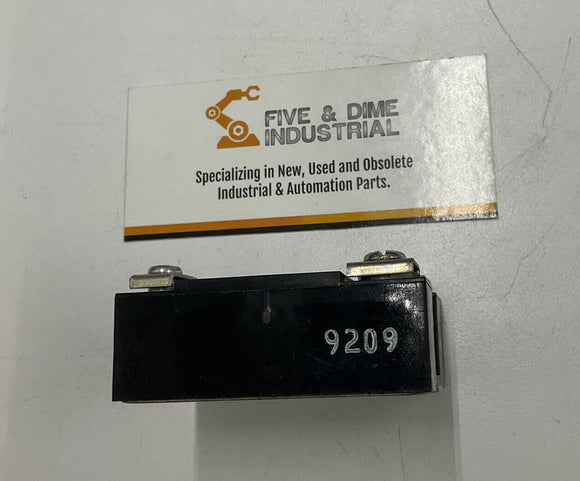 FIVE & DIME
INDUSTRIAL
Specializing in New, Used and Obsolete
Industrial & Automation Parts.
9209